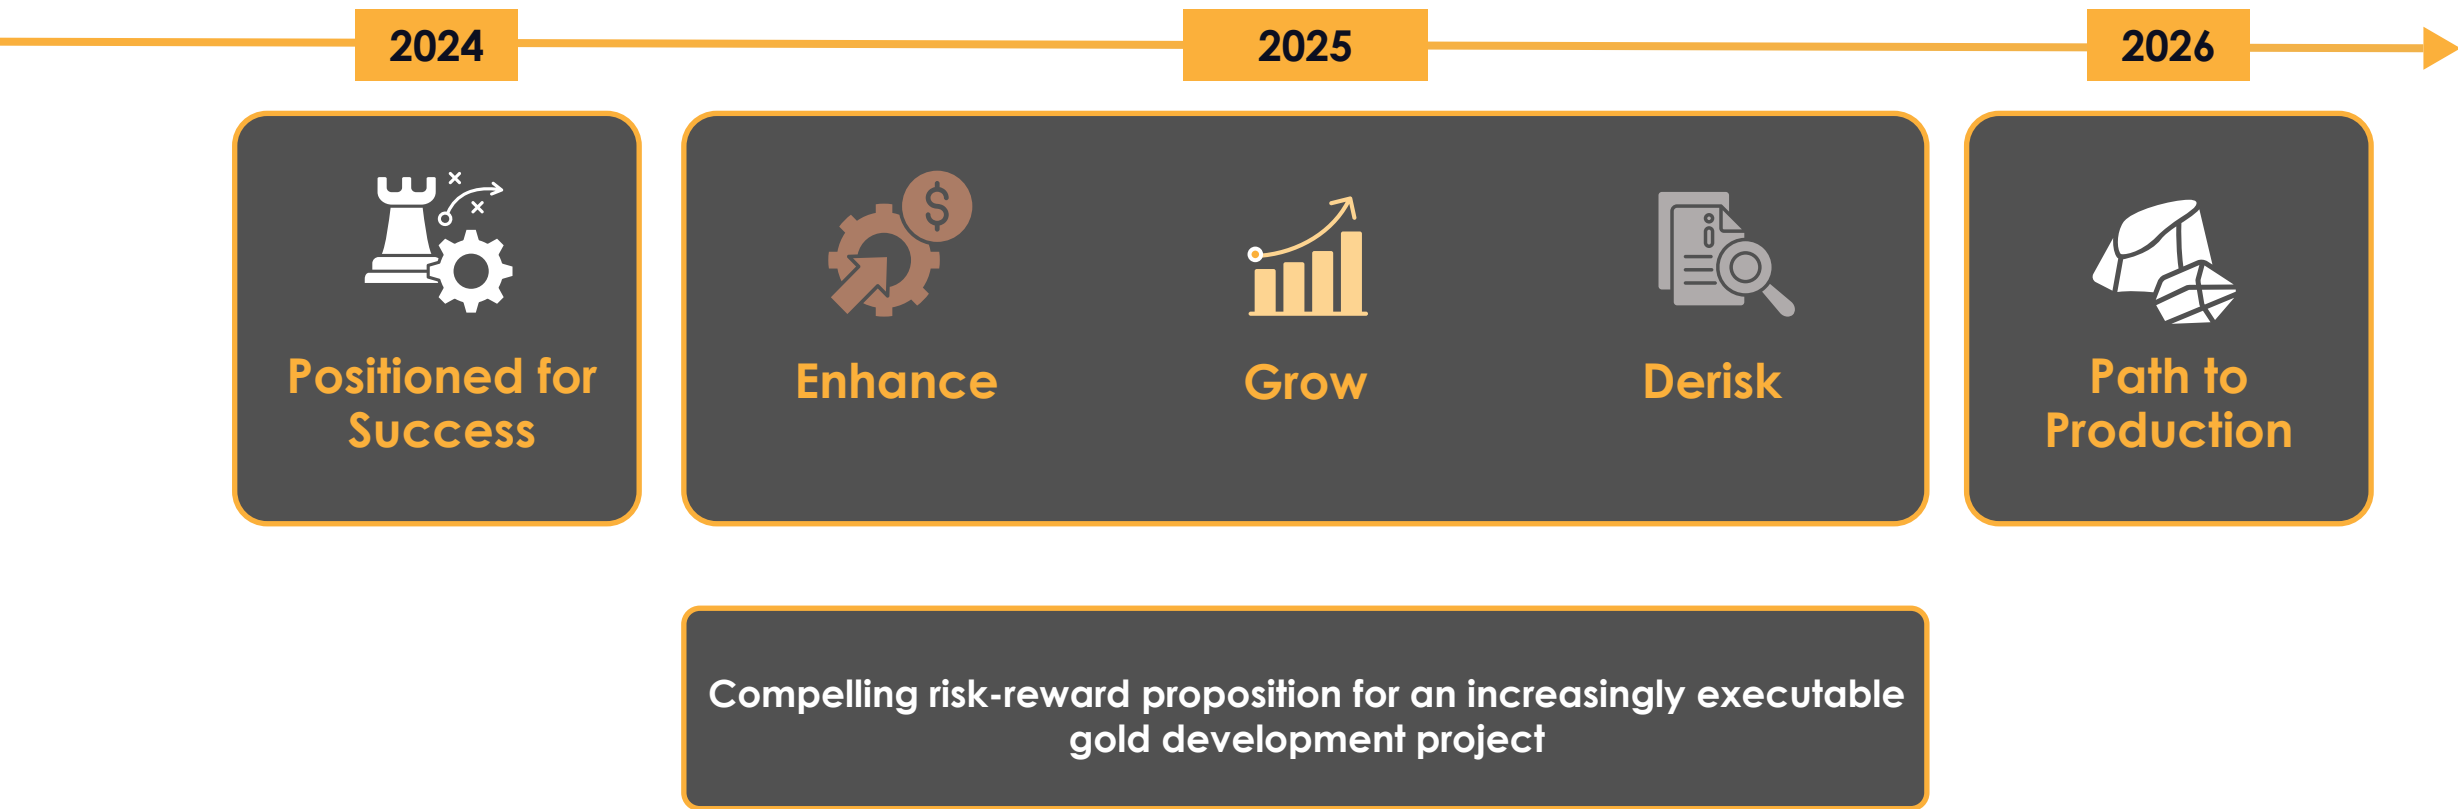 2024
2025
2026
Positioned for
Success
Enhance
Grow
Derisk
Path to
Production
Compelling risk-reward proposition for an increasingly executable
gold development project